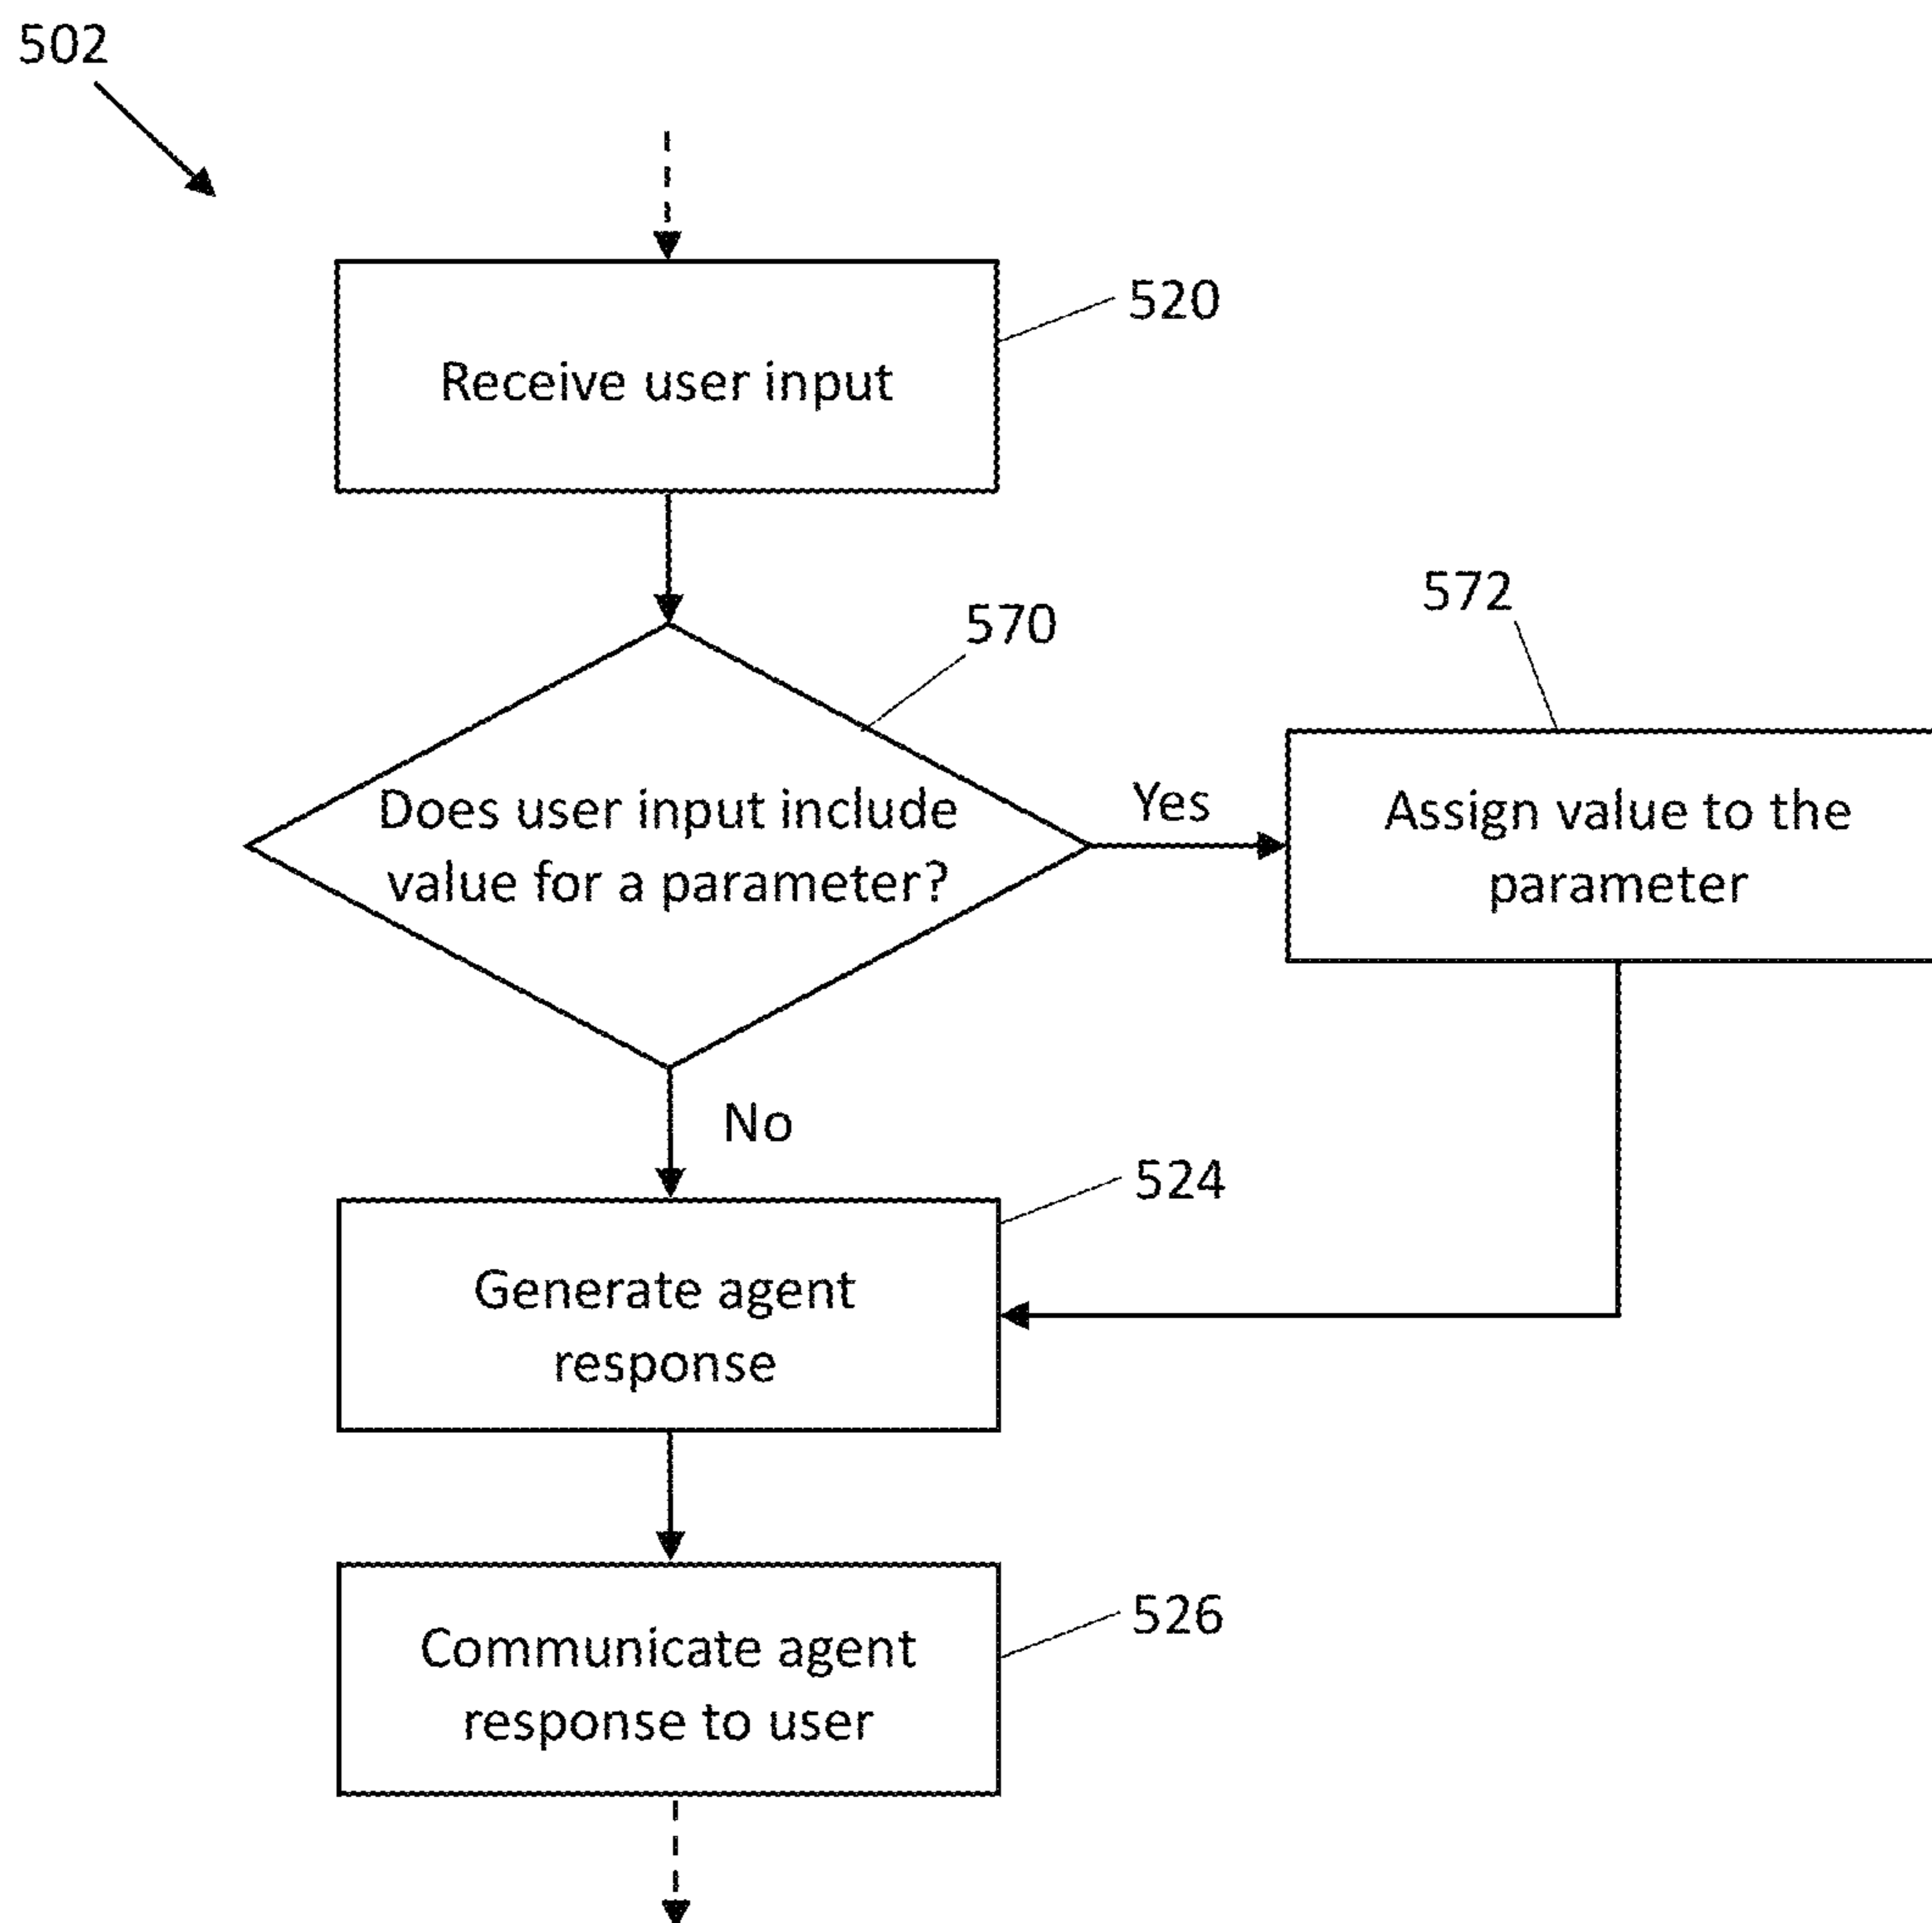 502
520
Receive user input
570
572
Does user input include
value for a parameter?
Yes
Assign value to the
parameter
No
524
Generate agent
response
526
Communicate agent
response to user